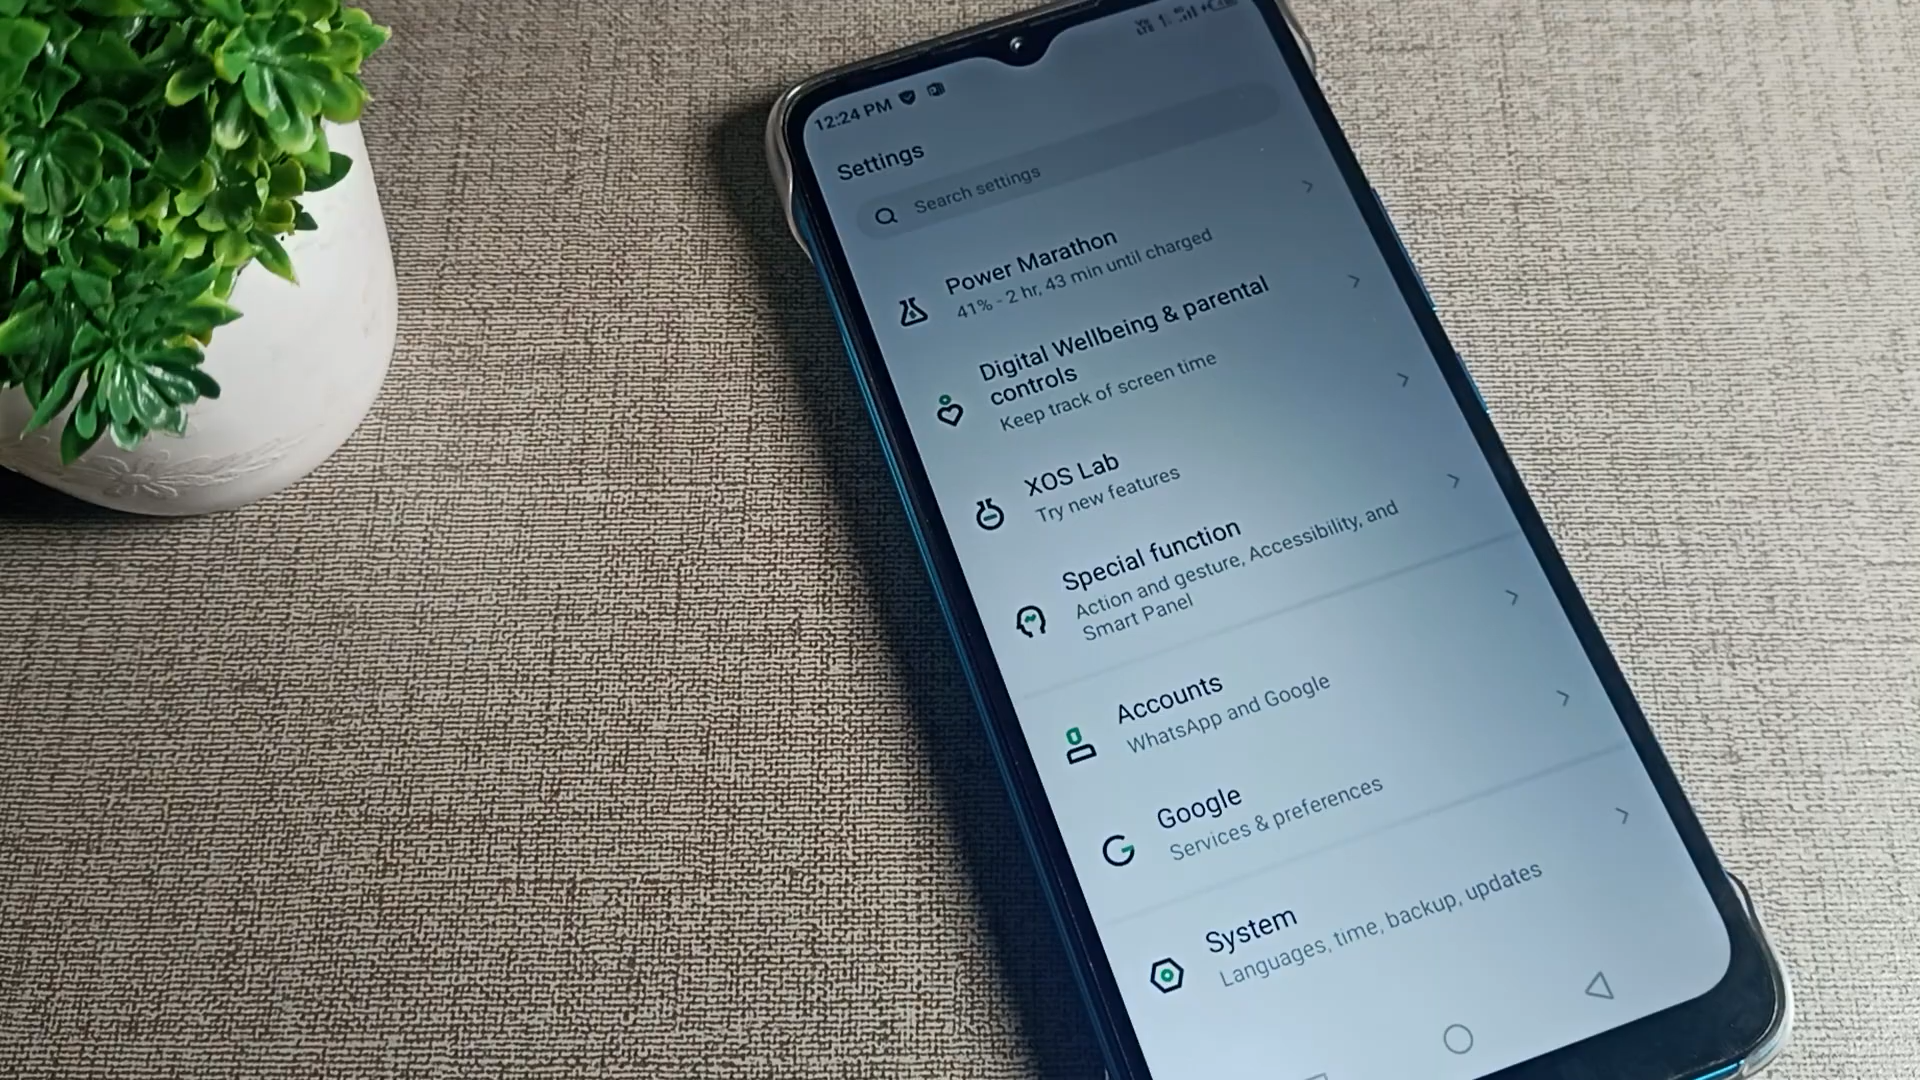 12:24 PM
Settings
Search settings
Power Marathon
41% - 2 hr, 43 min until charged
Digital Wellbeing & parental
controls
Keep track of screen time
XOS Lab
Try new features
Special function
Action and gesture, Accessibility, and
Smart Panel
Accounts
WhatsApp and Google
Google
Services & preferences
System
Languages, time, backup, updates